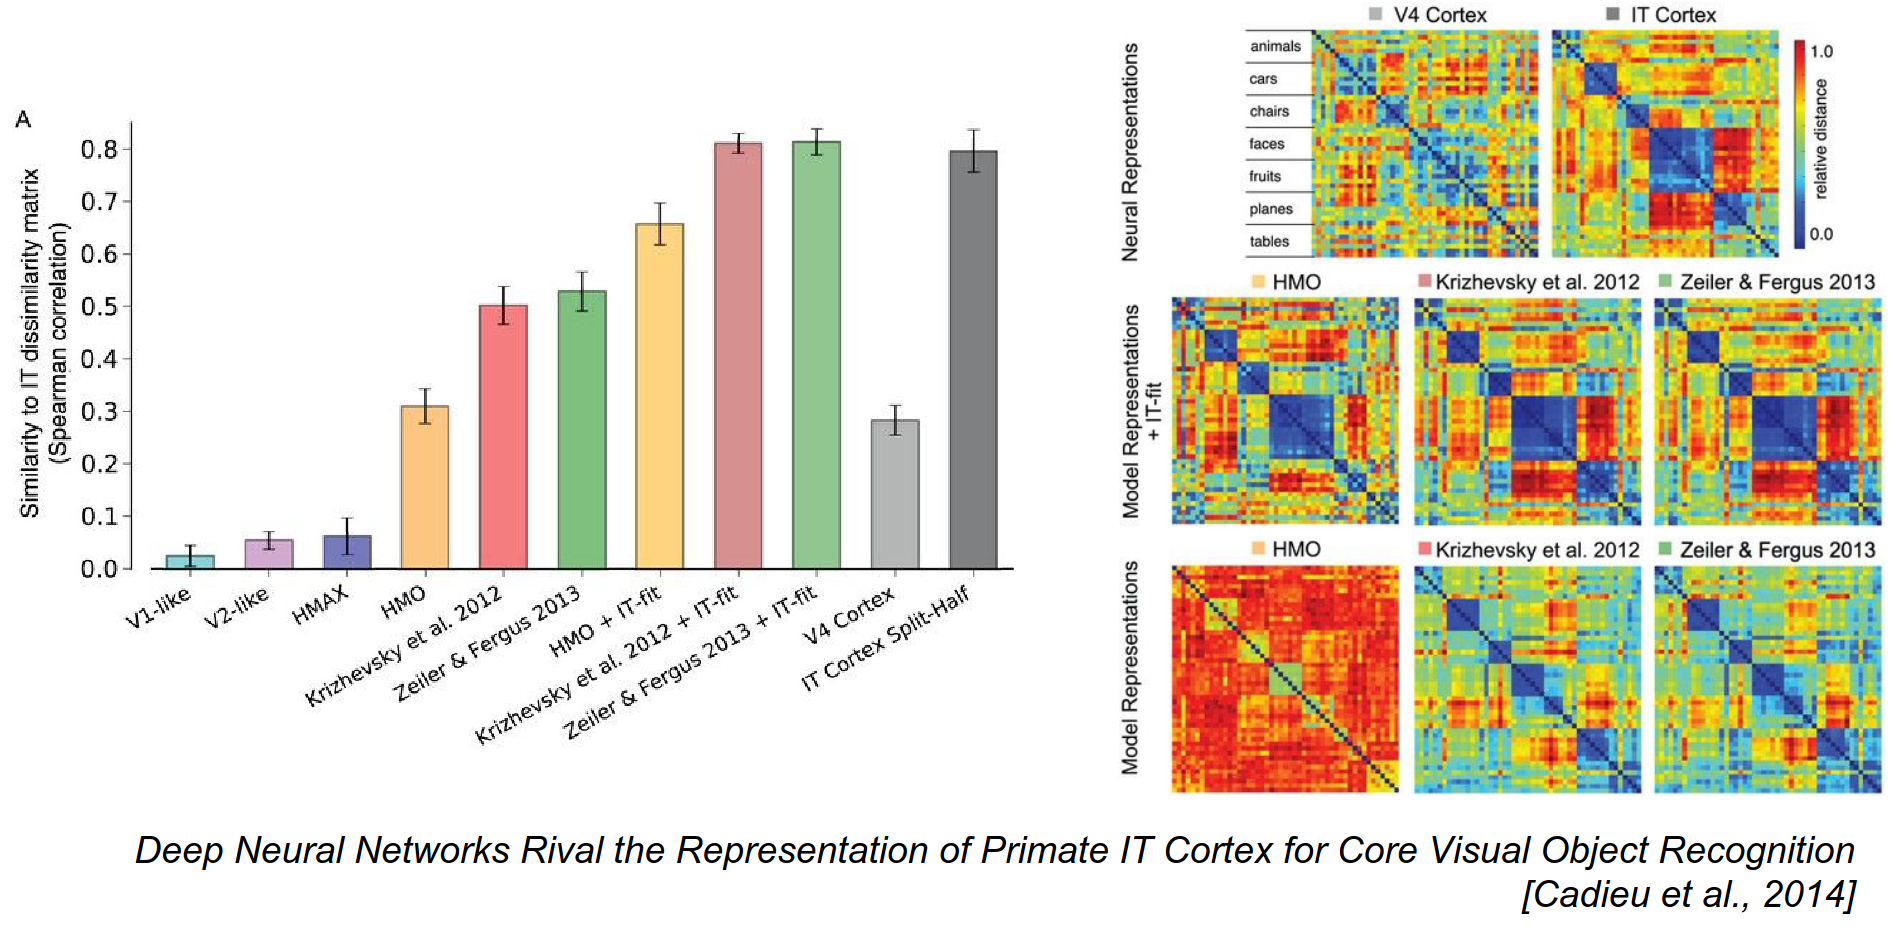 A
Similarity to IT dissimilarity matrix
(Spearman correlation)
0.8
0.7
0.6
0.5
0.4
0.3
0.2
0.1
0.0
V1-like
V2-like
HMAX
HMO
Krizhevsky et al. 2012
Zeiler & Fergus 2013
HMO + IT-fit
Krizhevsky et al. 2012 + IT-fit
Zeiler & Fergus 2013 + IT-fit
V4 Cortex
IT Cortex Split-Half
Neural Representations
V4 Cortex
IT Cortex
animals
cars
chairs
faces
fruits
planes
tables
1.0
relative distance
0.0
Model Representations
+ IT-fit
HMO
Krizhevsky et al. 2012
Zeiler & Fergus 2013
Model Representations
HMO
Krizhevsky et al. 2012
Zeiler & Fergus 2013
Deep Neural Networks Rival the Representation of Primate IT Cortex for Core Visual Object Recognition
[Cadieu et al., 2014]